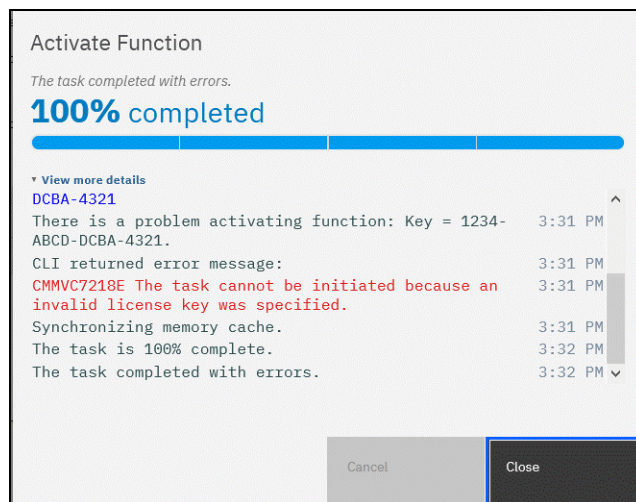 Activate Function
The task completed with errors.
100% completed
▾ View more details
DCBA-4321
There is a problem activating function: Key = 1234- 3:31 PM
ABCD-DCBA-4321.
CLI returned error message: 3:31 PM
CMMVC7218E The task cannot be initiated because an 3:31 PM
invalid license key was specified.
Synchronizing memory cache. 3:31 PM
The task is 100% complete. 3:32 PM
The task completed with errors. 3:32 PM
Cancel Close